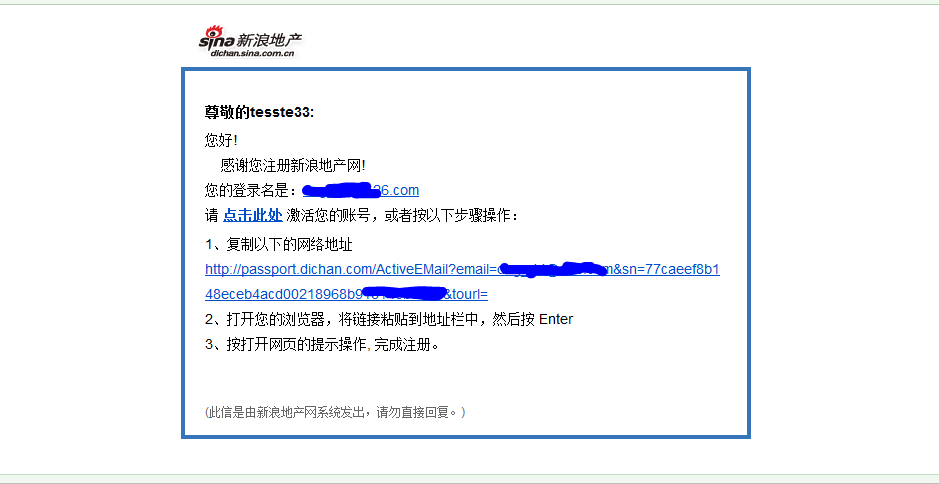 sina新浪地产
dichan.sina.com.cn
尊敬的tesste33:
您好!
感谢您注册新浪地产网!
您的登录名是: 26.com
请 点击此处 激活您的账号，或者按以下步骤操作:
1、复制以下的网络地址
http://passport.dichan.com/ActiveEMail?email= &sn=77caeef8b1
48eceb4acd00218968b9 &tourl=
2、打开您的浏览器，将链接粘贴到地址栏中，然后按 Enter
3、按打开网页的提示操作, 完成注册。
(此信是由新浪地产网系统发出，请勿直接回复。)